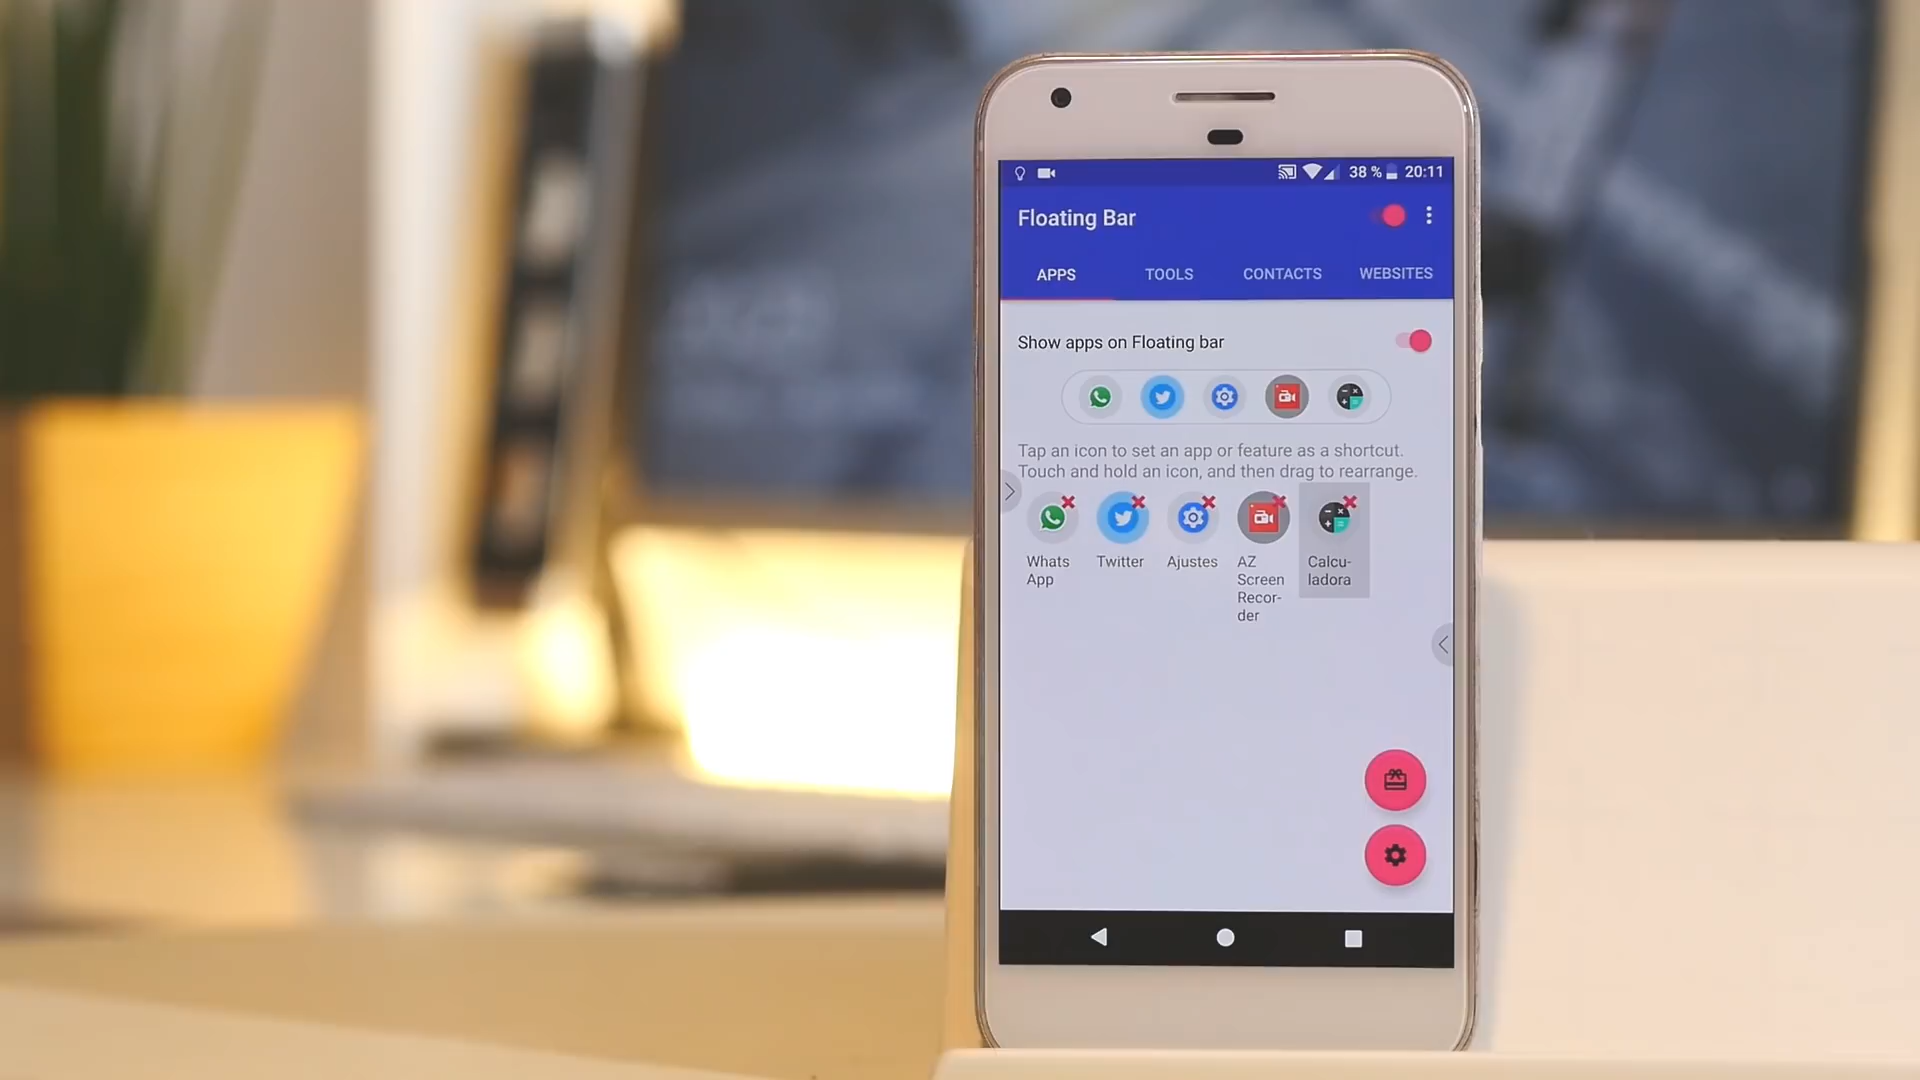 38 % 20:11
Floating Bar
APPS TOOLS CONTACTS WEBSITES
Show apps on Floating bar
Tap an icon to set an app or feature as a shortcut.
Touch and hold an icon, and then drag to rearrange.
Whats
App
Twitter
Ajustes
AZ
Screen
Recor-
der
Calcu-
ladora